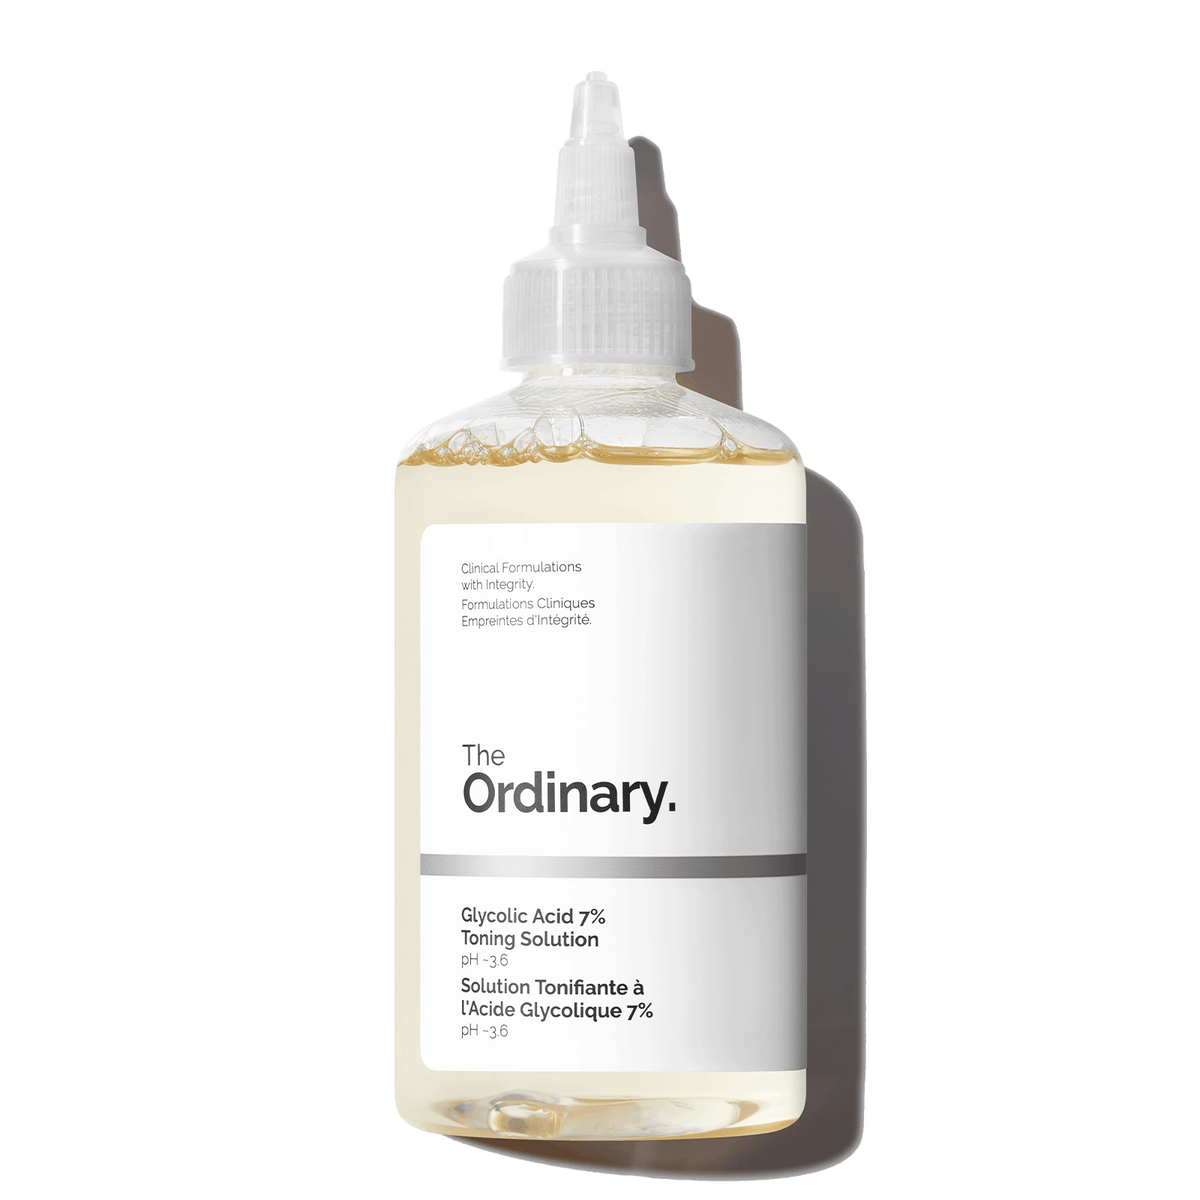 Clinical Formulations
with Integrity.
Formulations Cliniques
Empreintes d'Intégrité.
The
Ordinary.
Glycolic Acid 7%
Toning Solution
pH ~3.6
Solution Tonifiante à
l'Acide Glycolique 7%
pH ~3.6